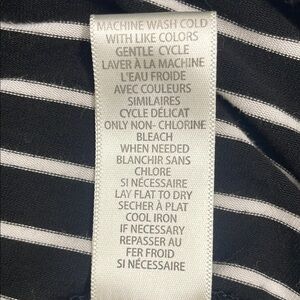 MACHINE WASH COLD
WITH LIKE COLORS
GENTLE CYCLE
LAVER À LA MACHINE
L'EAU FROIDE
AVEC COULEURS
SIMILAIRES
CYCLE DÉLICAT
ONLY NON- CHLORINE
BLEACH
WHEN NEEDED
BLANCHIR SANS
CHLORE
SI NÉCESSAIRE
LAY FLAT TO DRY
SECHER À PLAT
COOL IRON
IF NECESSARY
REPASSER AU
FER FROID
SI NÉCESSAIRE